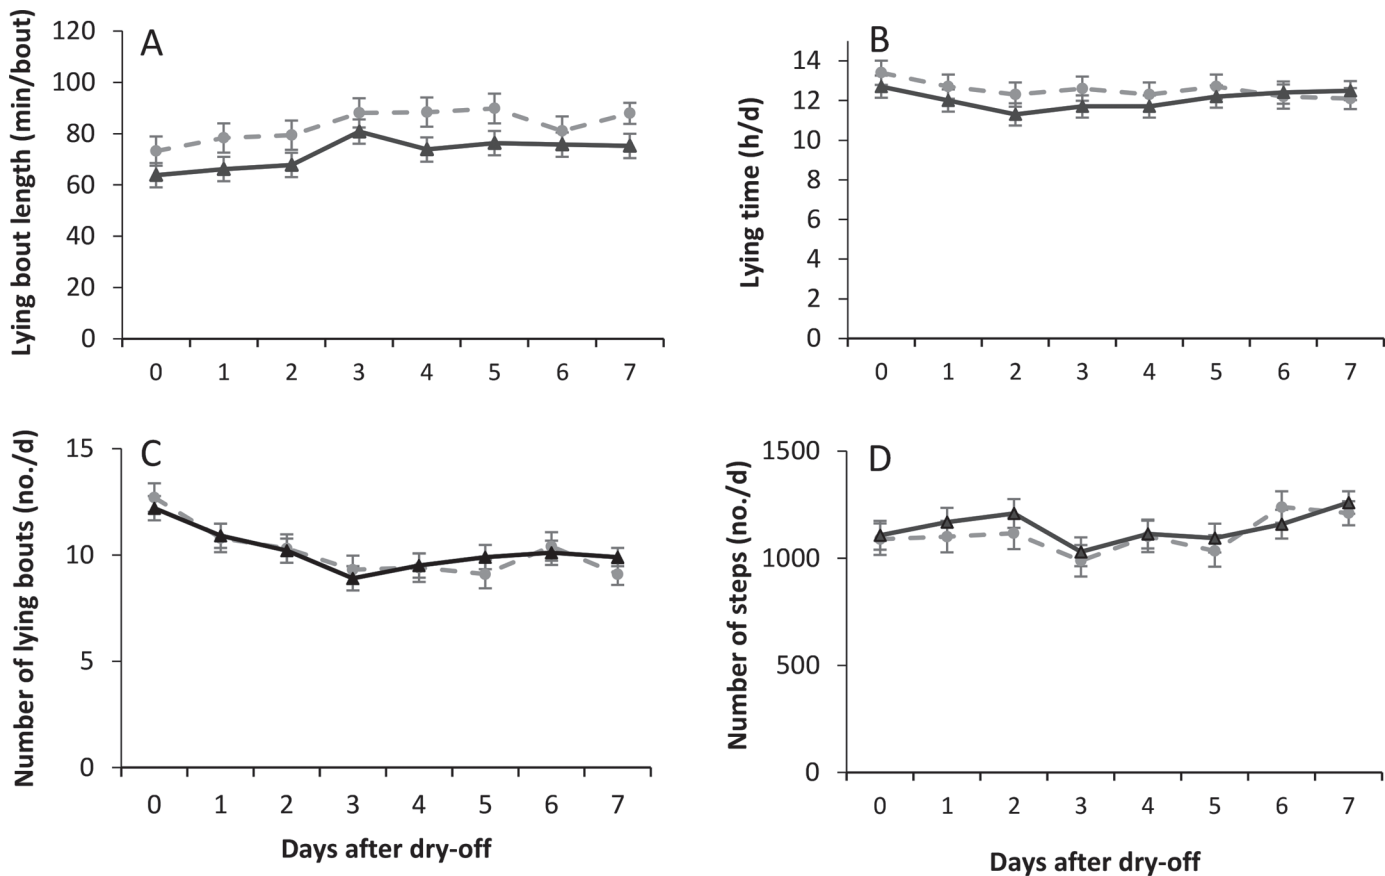 A
Lying bout length (min/bout)
120
100
80
60
40
20
0
0 1 2 3 4 5 6 7
B
Lying time (h/d)
14
12
10
8
6
4
2
0
0 1 2 3 4 5 6 7
C
Number of lying bouts (no./d)
15
10
5
0
0 1 2 3 4 5 6 7
Days after dry-off
D
Number of steps (no./d)
1500
1000
500
0
0 1 2 3 4 5 6 7
Days after dry-off